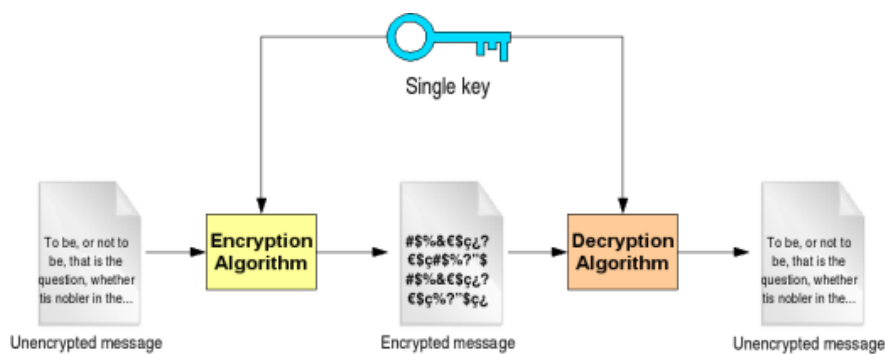 Single key
To be, or not to
be, that is the
question, whether
tis nobler in the...
Unencrypted message
Encryption
Algorithm
#$%&€$ç¿?
€$ç#$%?"$
#$%&€$ç¿?
€$ç%?"$ç¿
Encrypted message
Decryption
Algorithm
To be, or not to
be, that is the
question, whether
tis nobler in the...
Unencrypted message